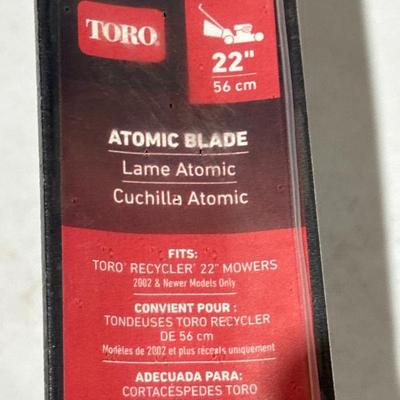 TORO.
22"
56 cm
ATOMIC BLADE
Lame Atomic
Cuchilla Atomic
FITS:
TORO® RECYCLER® 22" MOWERS
2002 & Newer Models Only
CONVIENT POUR :
TONDEUSES TORO RECYCLER
DE 56 cm
Modèles de 2002 et plus récents uniquement
ADECUADA PARA:
CORTACÉSPEDES TORO